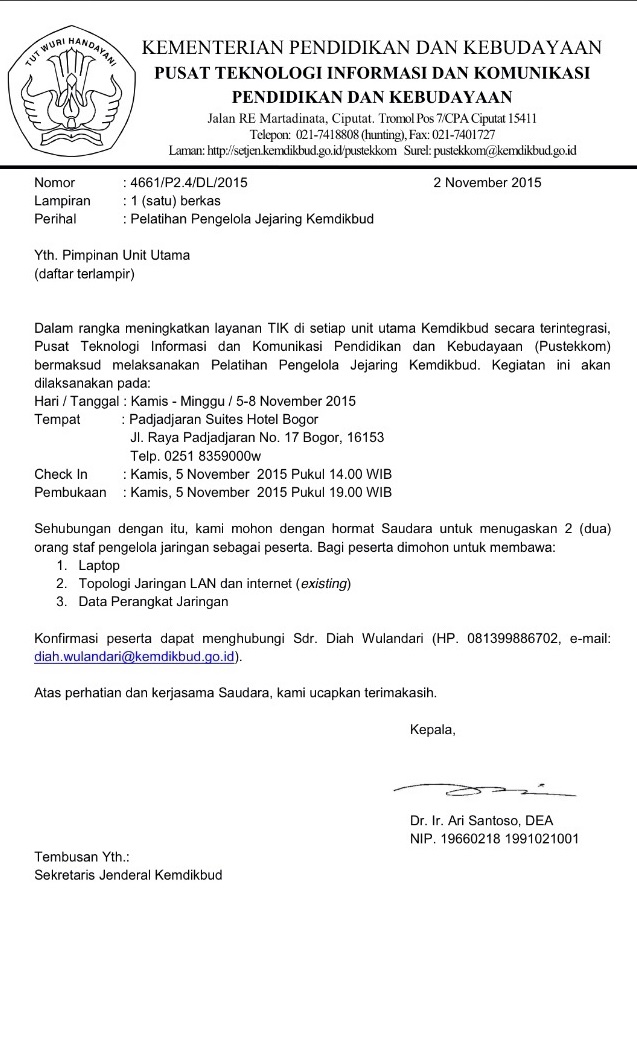 TUT WURI HANDAYANI
KEMENTERIAN PENDIDIKAN DAN KEBUDAYAAN
PUSAT TEKNOLOGI INFORMASI DAN KOMUNIKASI
PENDIDIKAN DAN KEBUDAYAAN
Jalan RE Martadinata, Ciputat. Tromol Pos 7/CPA Ciputat 15411
Telepon: 021-7418808 (hunting), Fax: 021-7401727
Laman: http://setjen.kemdikbud.go.id/pustekkom Surel: pustekkom@kemdikbud.go.id
Nomor : 4661/P2.4/DL/2015 2 November 2015
Lampiran : 1 (satu) berkas
Perihal : Pelatihan Pengelola Jejaring Kemdikbud
Yth. Pimpinan Unit Utama
(daftar terlampir)
Dalam rangka meningkatkan layanan TIK di setiap unit utama Kemdikbud secara terintegrasi,
Pusat Teknologi Informasi dan Komunikasi Pendidikan dan Kebudayaan (Pustekkom)
bermaksud melaksanakan Pelatihan Pengelola Jejaring Kemdikbud. Kegiatan ini akan
dilaksanakan pada:
Hari / Tanggal : Kamis - Minggu / 5-8 November 2015
Tempat : Padjadjaran Suites Hotel Bogor
Jl. Raya Padjadjaran No. 17 Bogor, 16153
Telp. 0251 8359000w
Check In : Kamis, 5 November 2015 Pukul 14.00 WIB
Pembukaan : Kamis, 5 November 2015 Pukul 19.00 WIB
Sehubungan dengan itu, kami mohon dengan hormat Saudara untuk menugaskan 2 (dua)
orang staf pengelola jaringan sebagai peserta. Bagi peserta dimohon untuk membawa:
1. Laptop
2. Topologi Jaringan LAN dan internet (existing)
3. Data Perangkat Jaringan
Konfirmasi peserta dapat menghubungi Sdr. Diah Wulandari (HP. 081399886702, e-mail:
diah.wulandari@kemdikbud.go.id).
Atas perhatian dan kerjasama Saudara, kami ucapkan terimakasih.
Kepala,
Dr. Ir. Ari Santoso, DEA
NIP. 19660218 1991021001
Tembusan Yth.:
Sekretaris Jenderal Kemdikbud